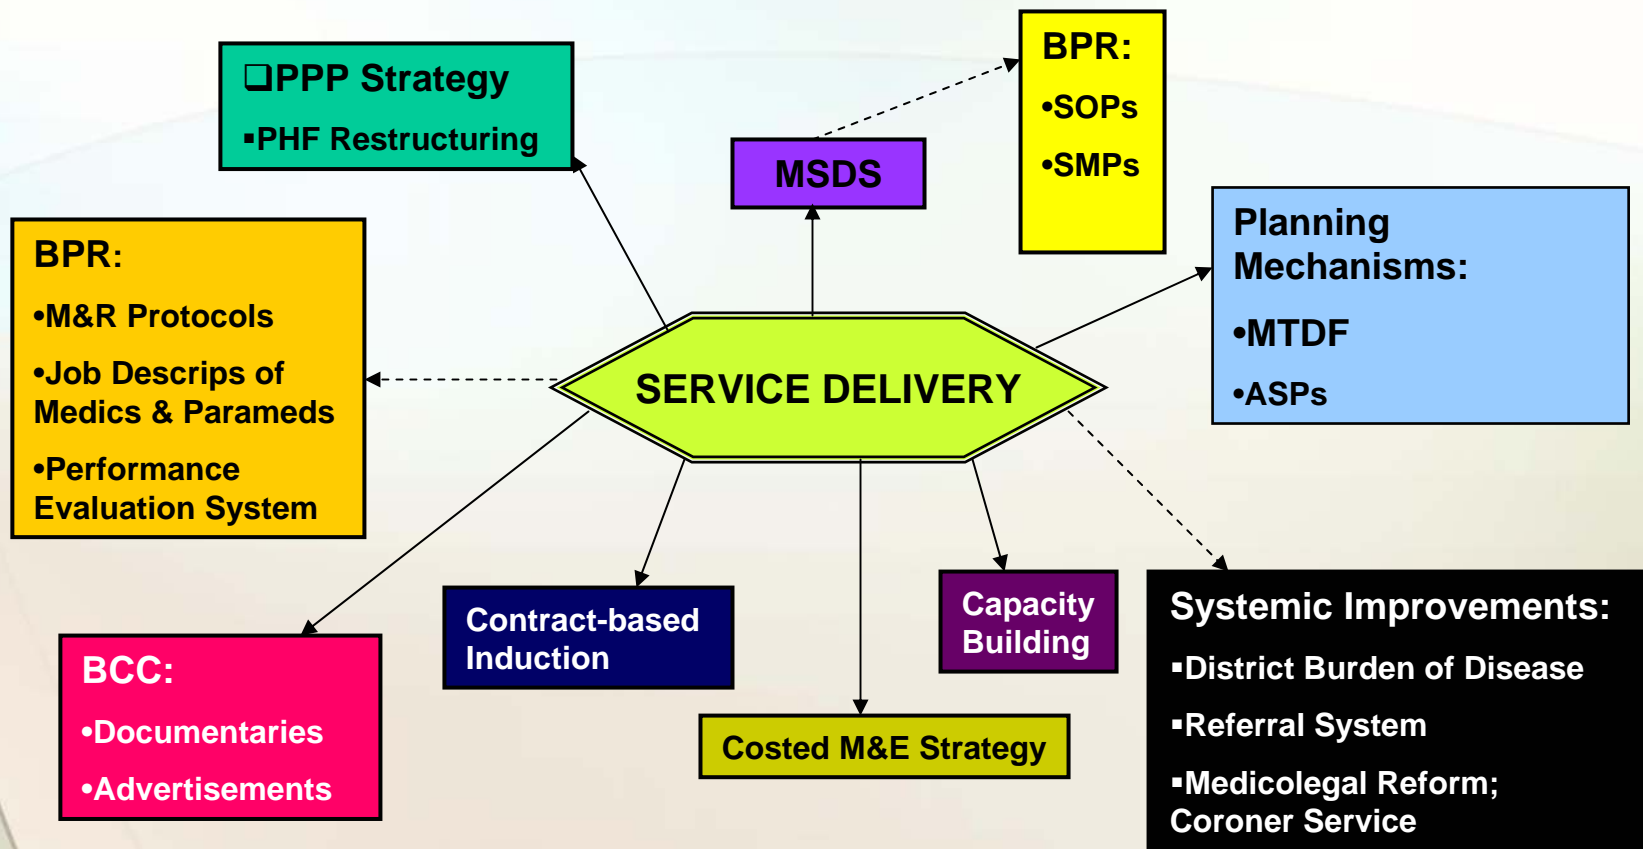 ❑PPP Strategy
▪PHF Restructuring
BPR:
•SOPs
•SMPs
MSDS
Planning
Mechanisms:
•MTDF
•ASPs
BPR:
•M&R Protocols
•Job Descrips of
Medics & Parameds
•Performance
Evaluation System
SERVICE DELIVERY
BCC:
•Documentaries
•Advertisements
Contract-based
Induction
Costed M&E Strategy
Capacity
Building
Systemic Improvements:
▪District Burden of Disease
▪Referral System
▪Medicolegal Reform;
Coroner Service